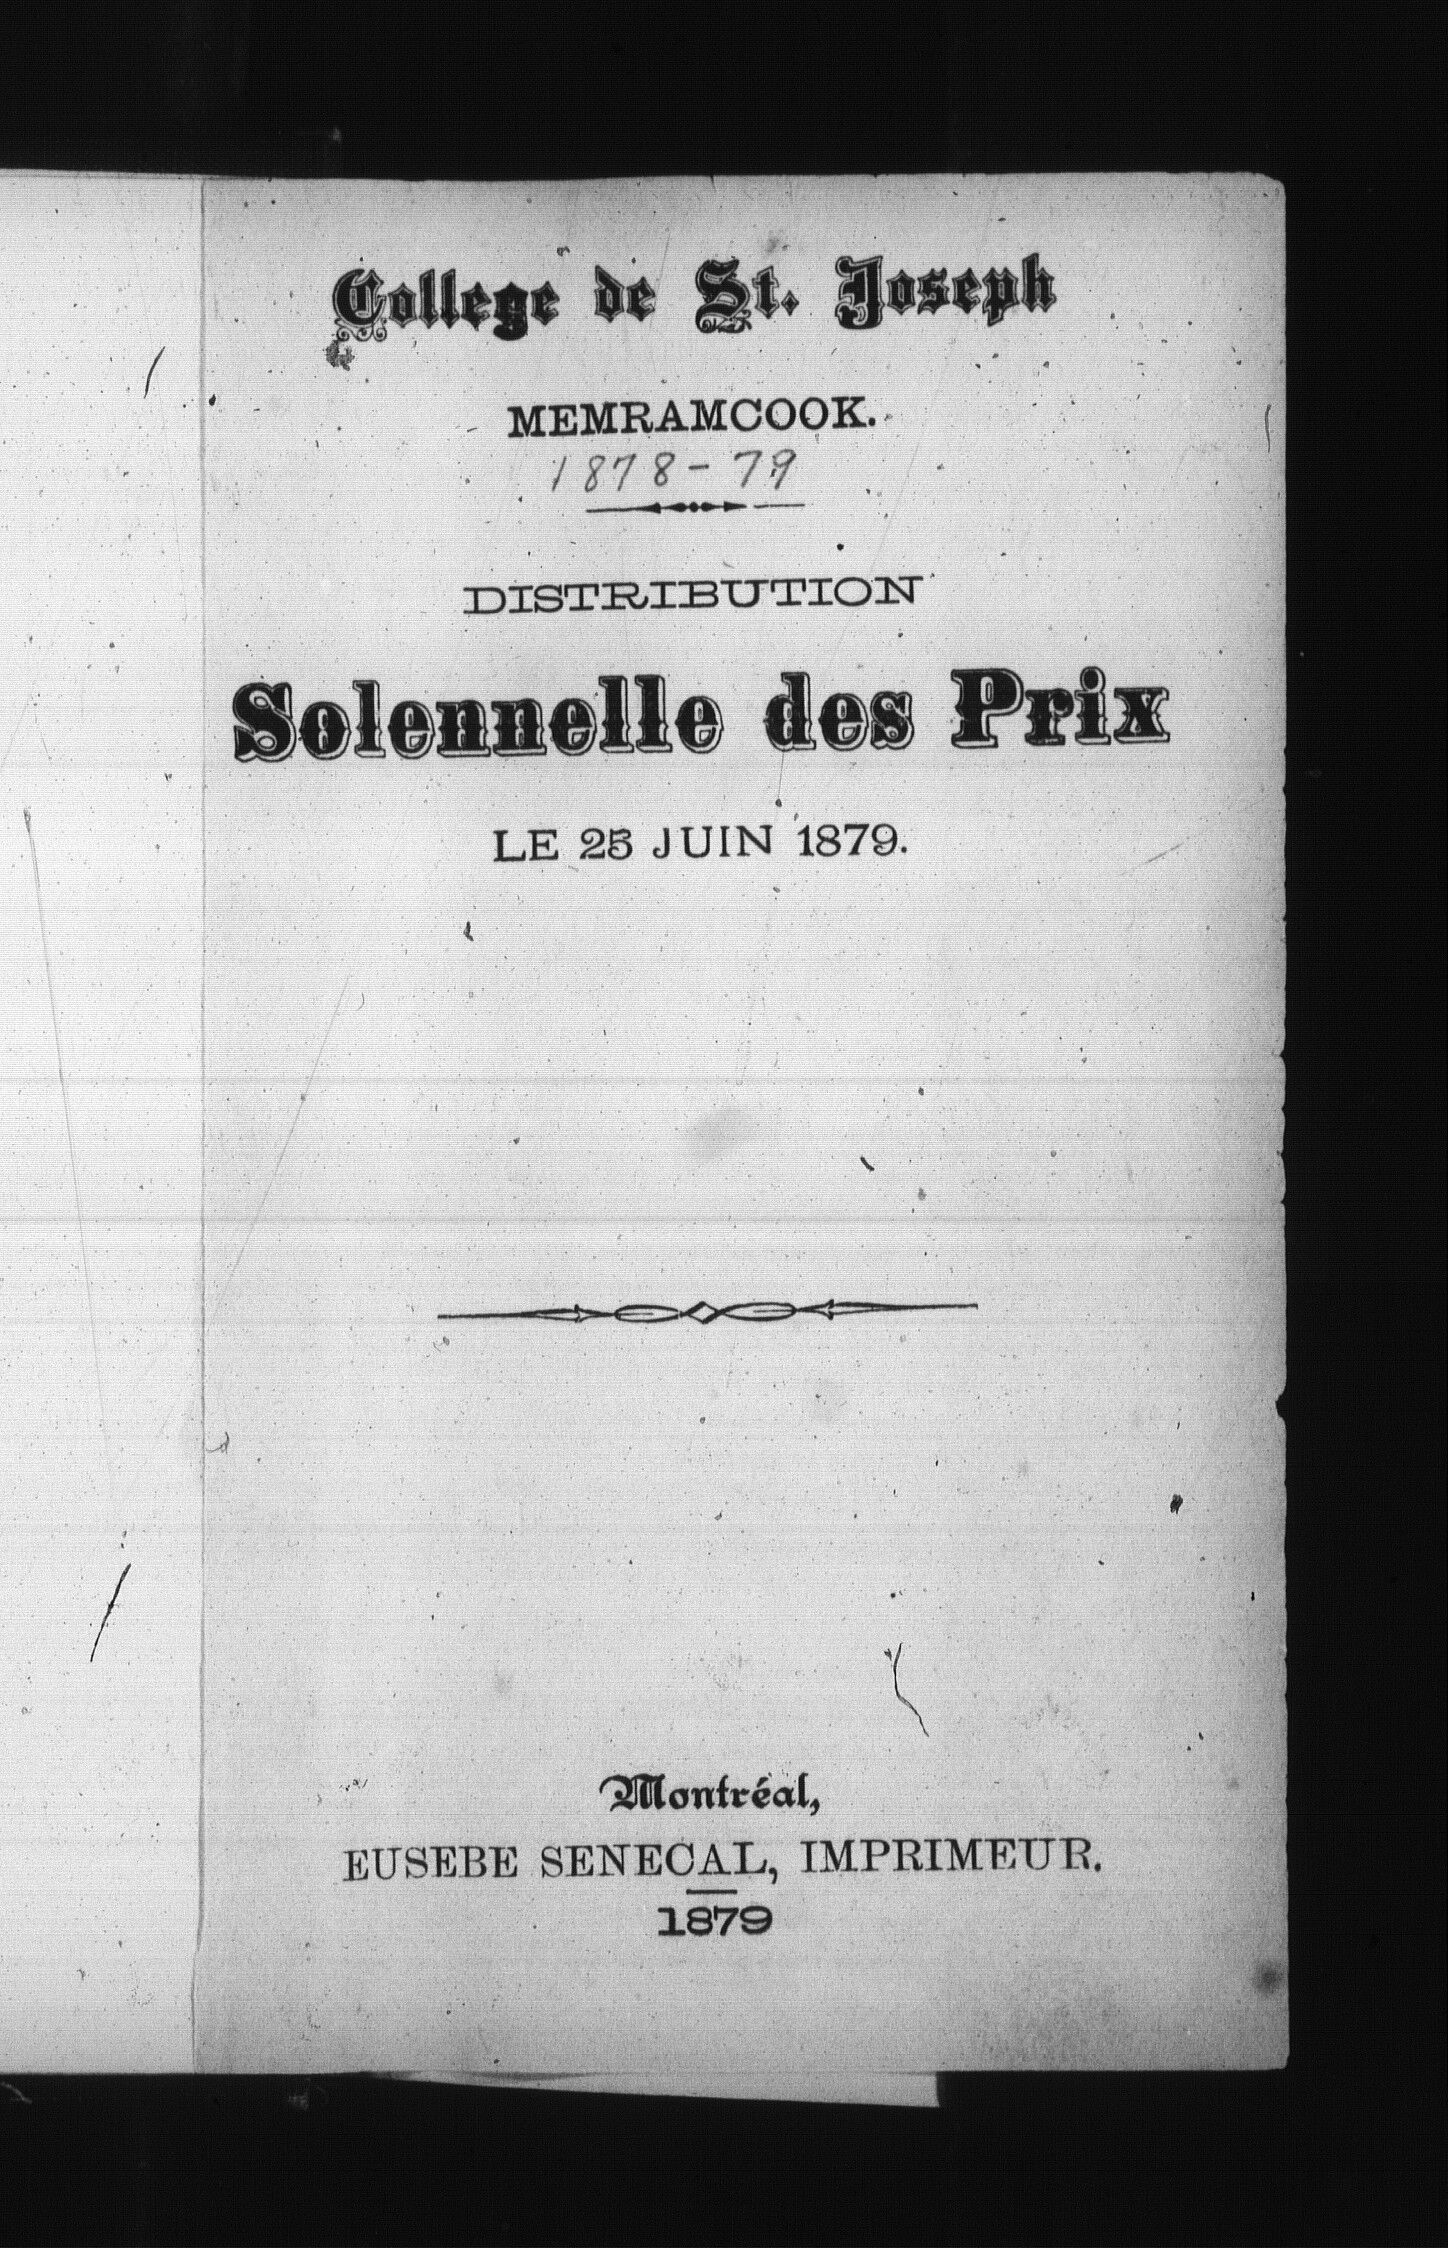 College de St. Joseph
MEMRAMCOOK.
1878-79
DISTRIBUTION
Solennelle des Prix
LE 25 JUIN 1879.
Montréal,
EUSEBE SENECAL, IMPRIMEUR.
1879